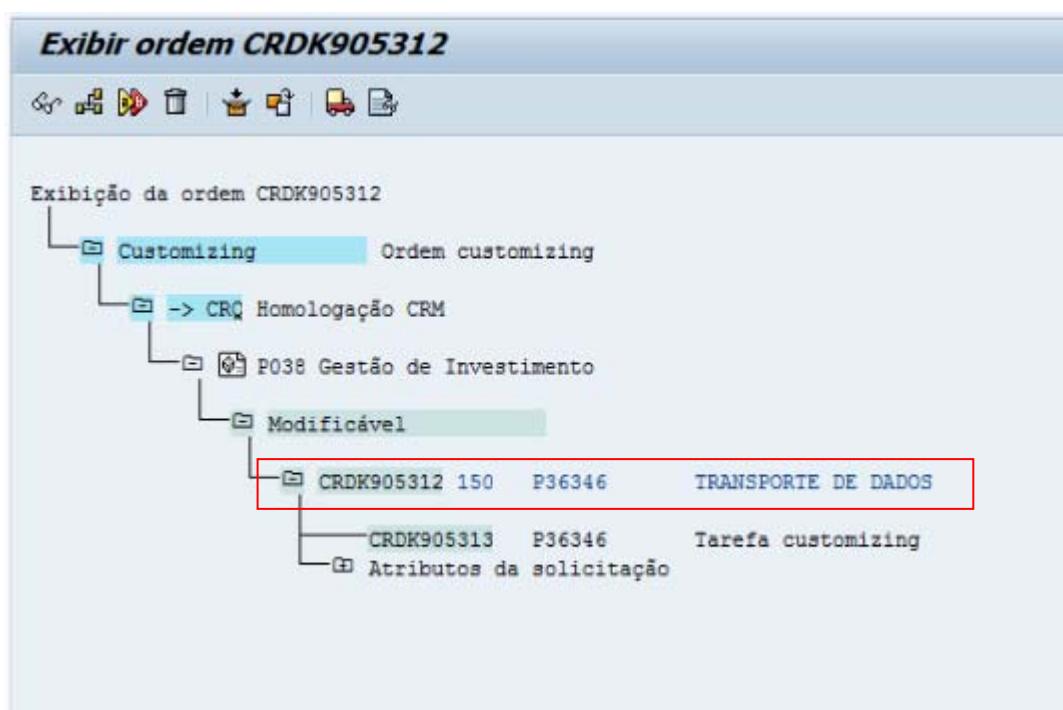 Exibir ordem CRDK905312
Exibição da ordem CRDK905312
Customizing Ordem customizing
-> CRQ Homologação CRM
P038 Gestão de Investimento
Modificável
CRDK905312 150 P36346 TRANSPORTE DE DADOS
CRDK905313 P36346 Tarefa customizing
Atributos da solicitação